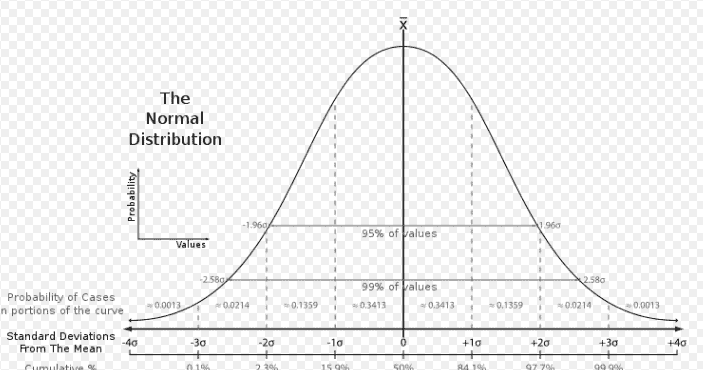 X̄
The
Normal
Distribution
Probability
Values
-1.96σ 1.96σ
95% of values
-2.58σ 2.58σ
99% of values
Probability of Cases
n portions of the curve
≈ 0.0013 ≈ 0.0214 ≈ 0.1359 ≈ 0.3413 ≈ 0.3413 ≈ 0.1359 ≈ 0.0214 ≈ 0.0013
Standard Deviations
From The Mean
-4σ -3σ -2σ -1σ 0 +1σ +2σ +3σ +4σ
Cumulative % 0.1% 2.3% 15.9% 50% 84.1% 97.7% 99.9%